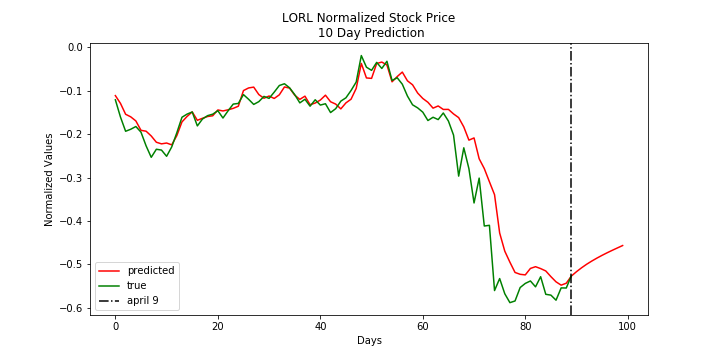 LORL Normalized Stock Price
10 Day Prediction
Normalized Values
0.0
−0.1
−0.2
−0.3
−0.4
−0.5
−0.6
predicted
true
april 9
0 20 40 60 80 100
Days